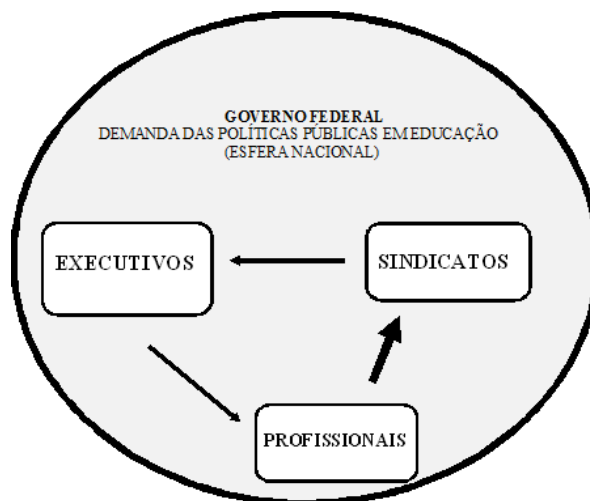 GOVERNO FEDERAL
DEMANDA DAS POLÍTICAS PÚBLICAS EM EDUCAÇÃO
(ESFERA NACIONAL)
EXECUTIVOS
SINDICATOS
PROFISSIONAIS